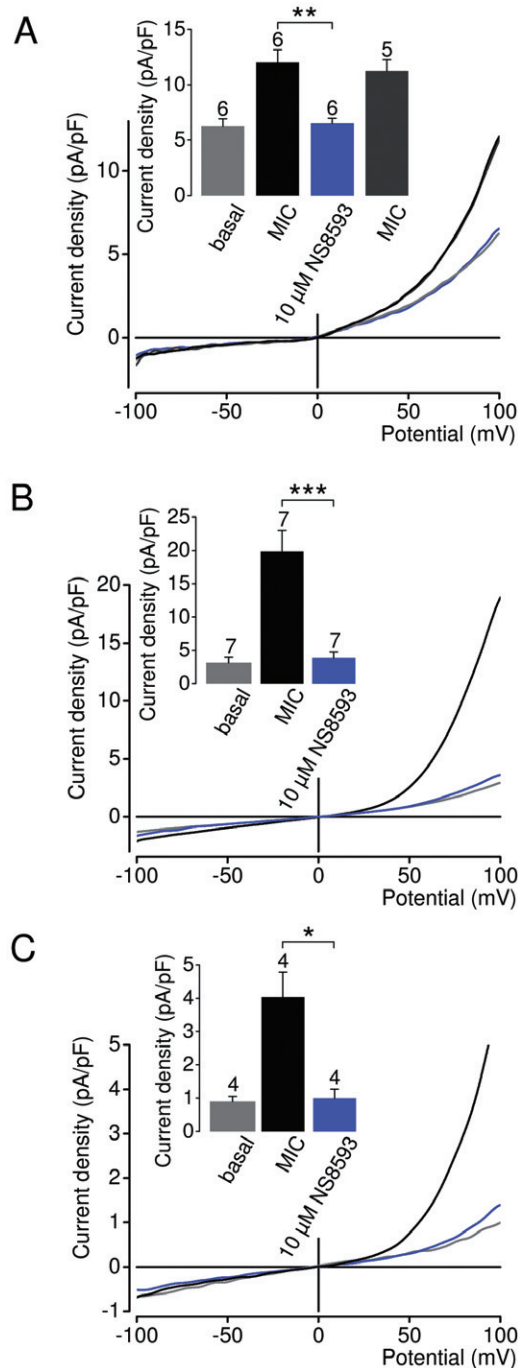 A
**
Current density (pA/pF)
15
10
5
0
6
6
6
5
basal
MIC
10 µM NS8593
MIC
Current density (pA/pF)
10
5
0
-100
-50
0
50
100
Potential (mV)
B
***
Current density (pA/pF)
25
20
15
10
5
0
7
7
7
basal
MIC
10 µM NS8593
Current density (pA/pF)
20
15
10
5
0
-100
-50
0
50
100
Potential (mV)
C
*
Current density (pA/pF)
5
4
3
2
1
0
4
4
4
basal
MIC
10 µM NS8593
Current density (pA/pF)
5
4
3
2
1
0
-1
-100
-50
0
50
100
Potential (mV)